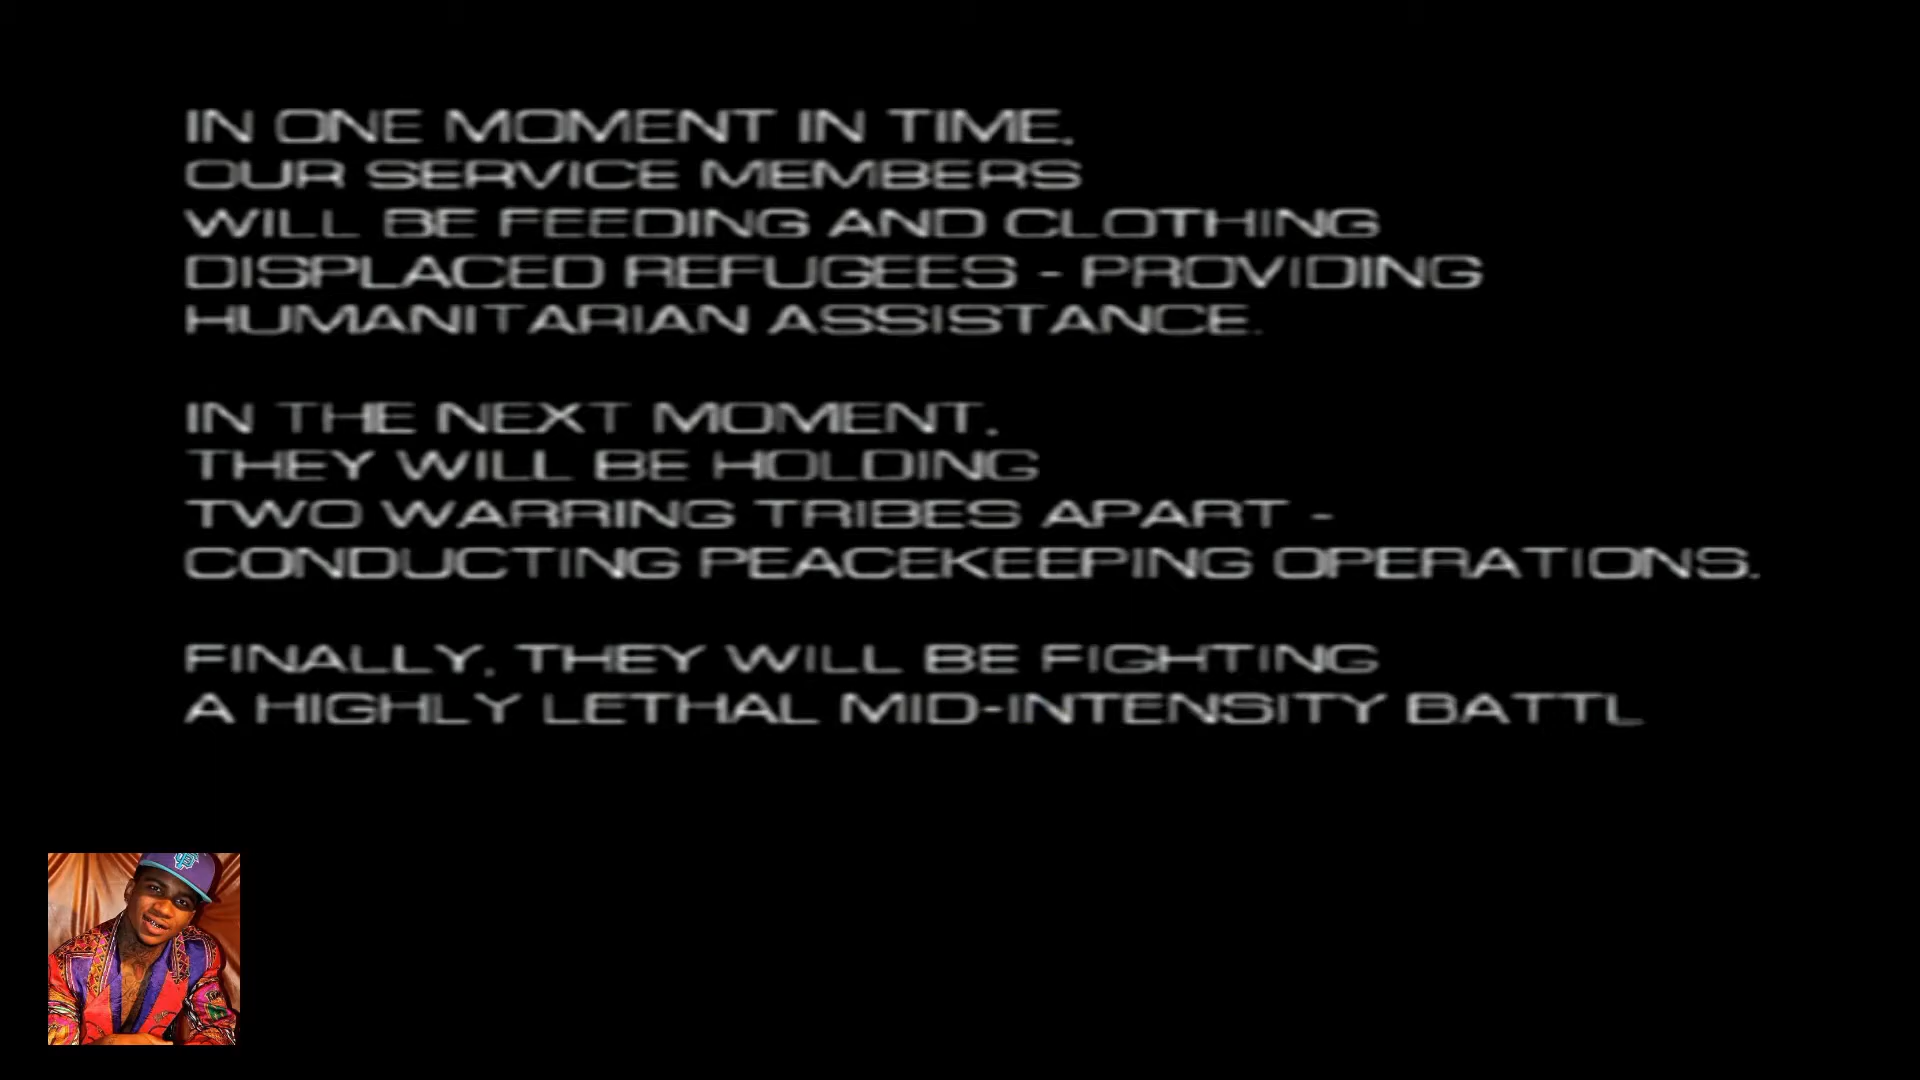 IN ONE MOMENT IN TIME,
OUR SERVICE MEMBERS
WILL BE FEEDING AND CLOTHING
DISPLACED REFUGEES - PROVIDING
HUMANITARIAN ASSISTANCE.
IN THE NEXT MOMENT,
THEY WILL BE HOLDING
TWO WARRING TRIBES APART -
CONDUCTING PEACEKEEPING OPERATIONS.
FINALLY, THEY WILL BE FIGHTING
A HIGHLY LETHAL MID-INTENSITY BATTL